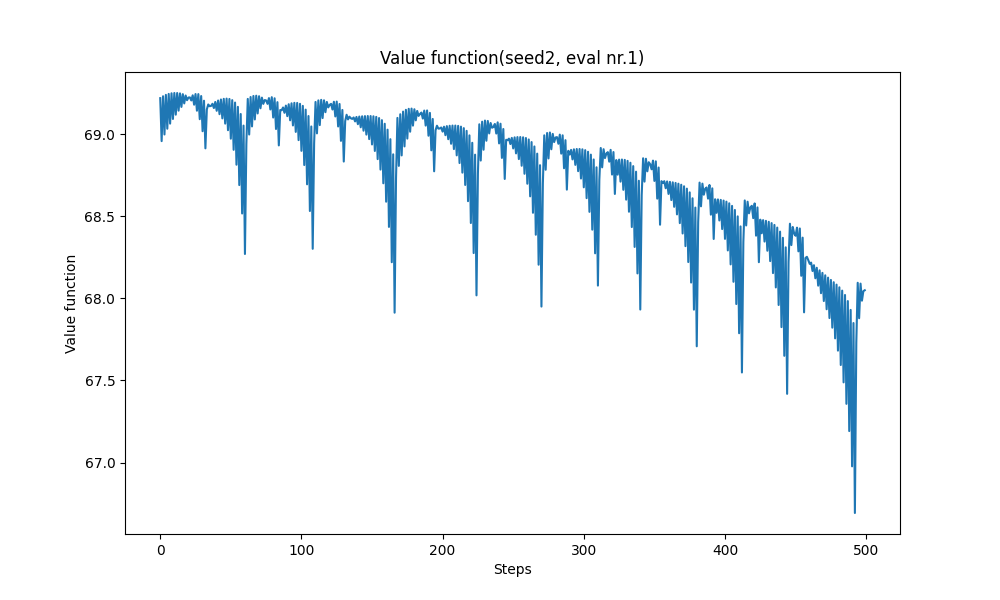 Value function(seed2, eval nr.1)
Value function
69.0
68.5
68.0
67.5
67.0
0 100 200 300 400 500
Steps